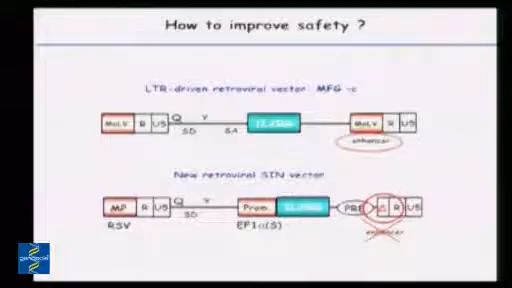 How to improve safety ?
LTR-driven retroviral vector MFG -c
MoLV R U5 Ψ SD SA MoLV R U5
enhancer
New retroviral SIN vector
MP R U5 Ψ SD Prom. PRE Δ R U5
RSV EF1α(S)
enhancer